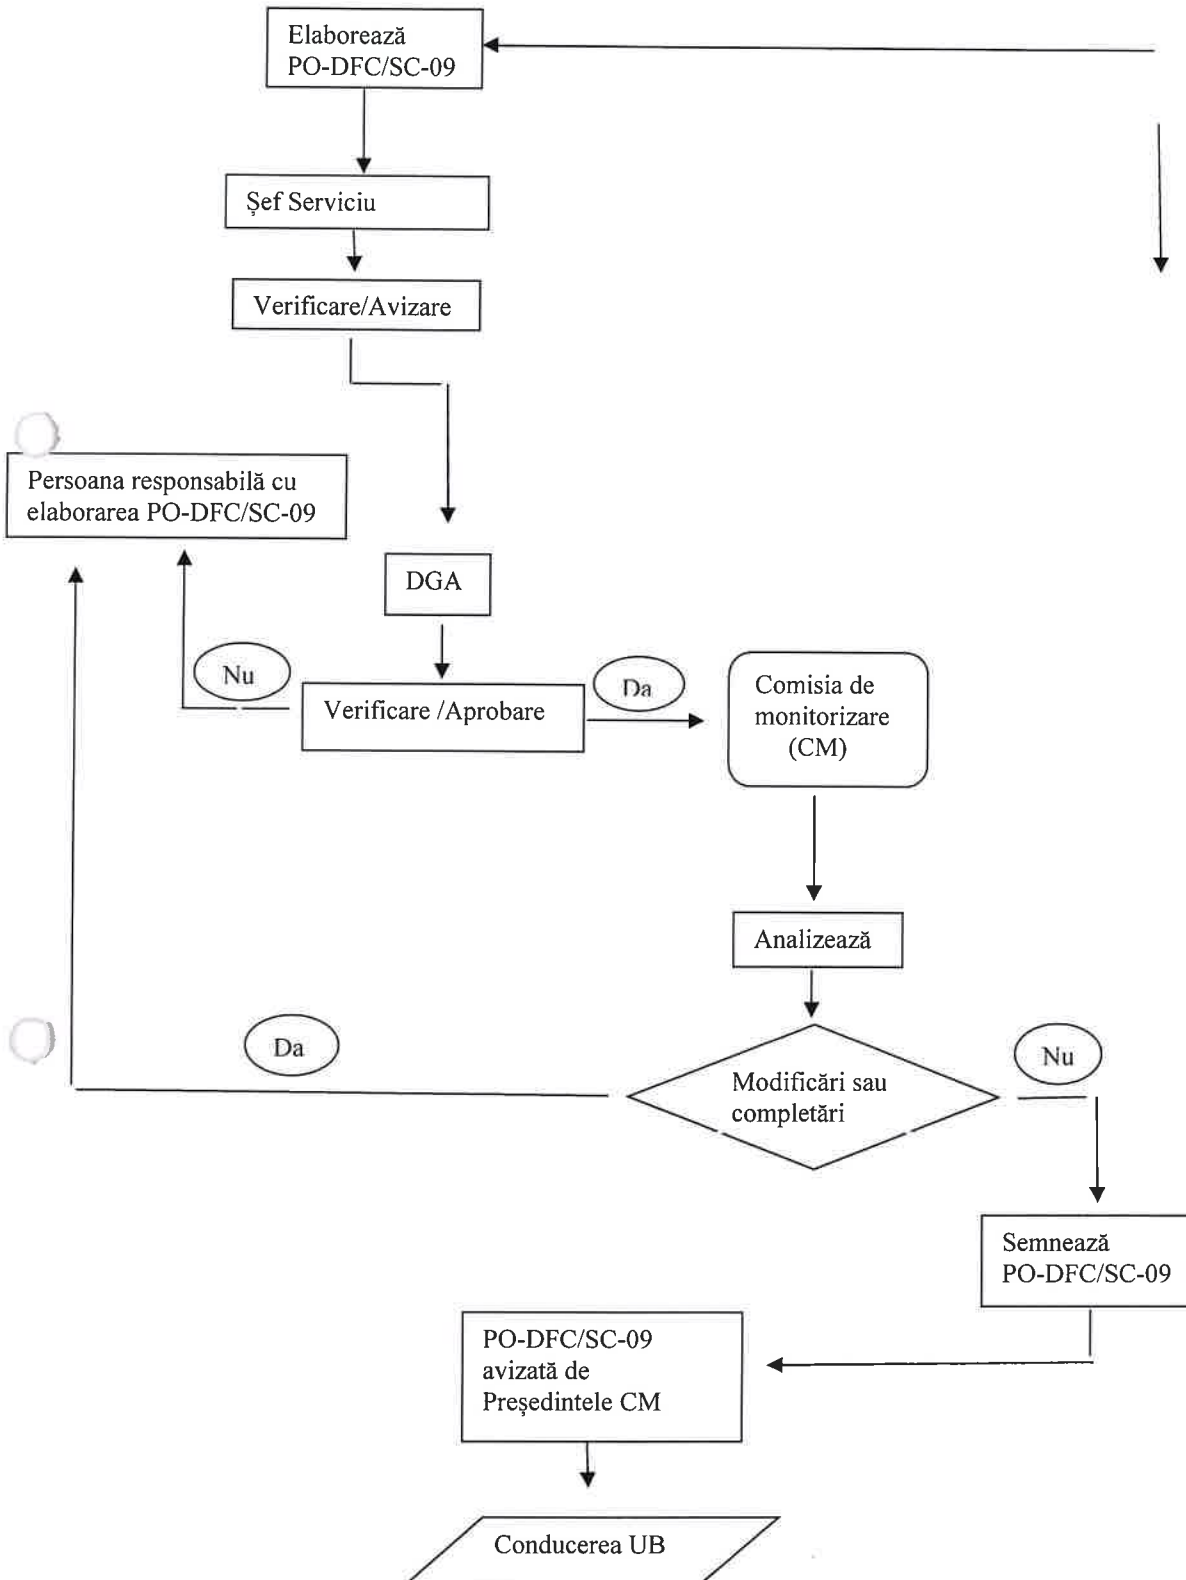 Elaborează
PO-DFC/SC-09
Șef Serviciu
Verificare/Avizare
Persoana responsabilă cu
elaborarea PO-DFC/SC-09
DGA
Nu
Verificare /Aprobare
Da
Comisia de
monitorizare
(CM)
Analizează
Da
Modificări sau
completări
Nu
Semnează
PO-DFC/SC-09
PO-DFC/SC-09
avizată de
Președintele CM
Conducerea UB